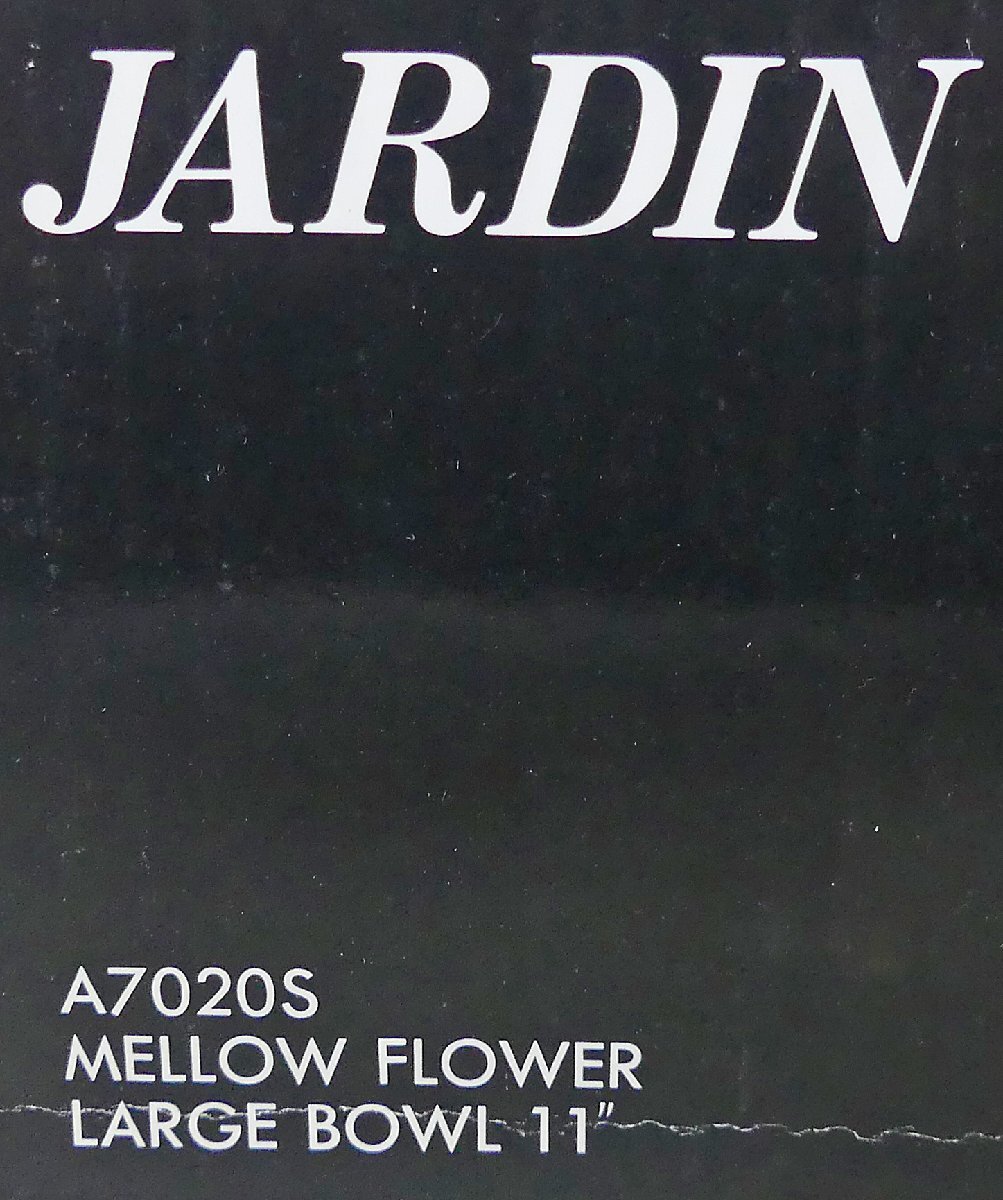 JARDIN
A7020S
MELLOW FLOWER
LARGE BOWL 11"